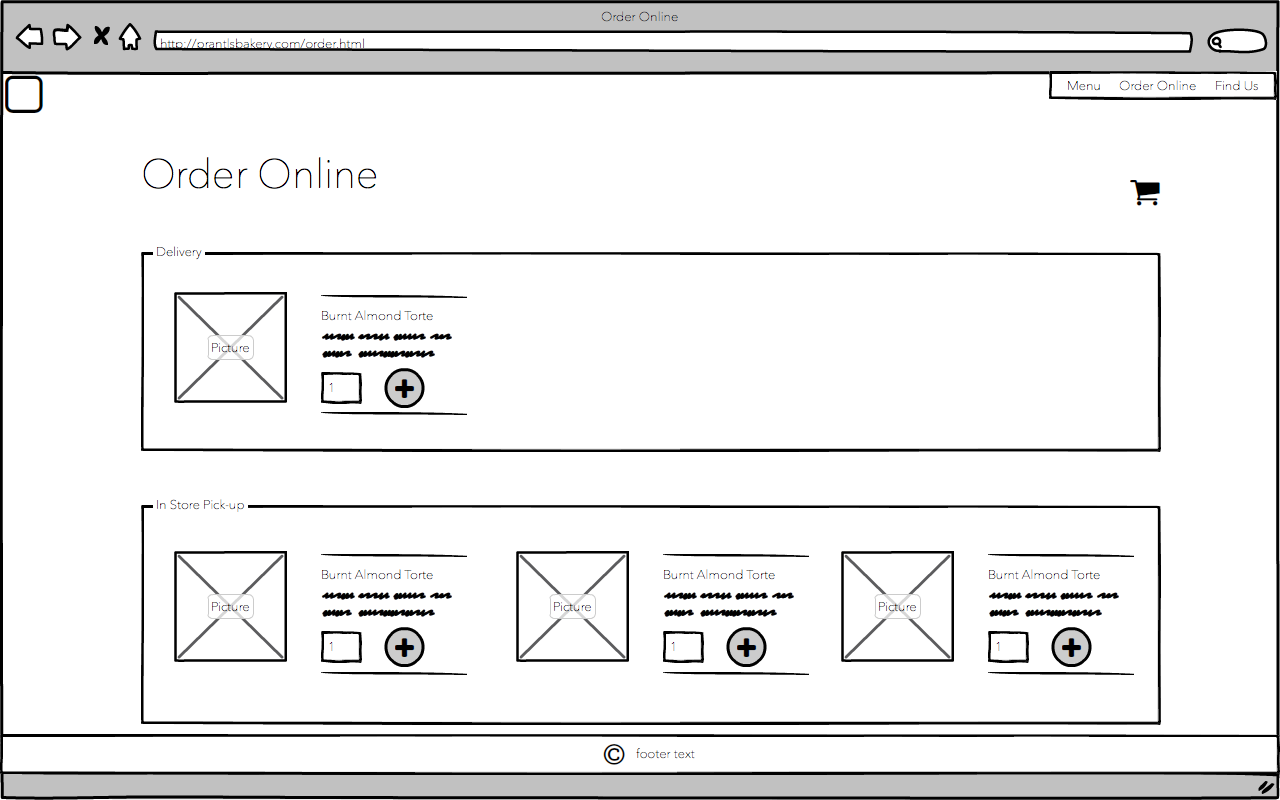 Order Online
http://prantlsbakery.com/order.html
Menu Order Online Find Us
Order Online
Delivery
Picture
Burnt Almond Torte
1
In Store Pick-up
Picture
Burnt Almond Torte
1
Picture
Burnt Almond Torte
1
Picture
Burnt Almond Torte
1
© footer text